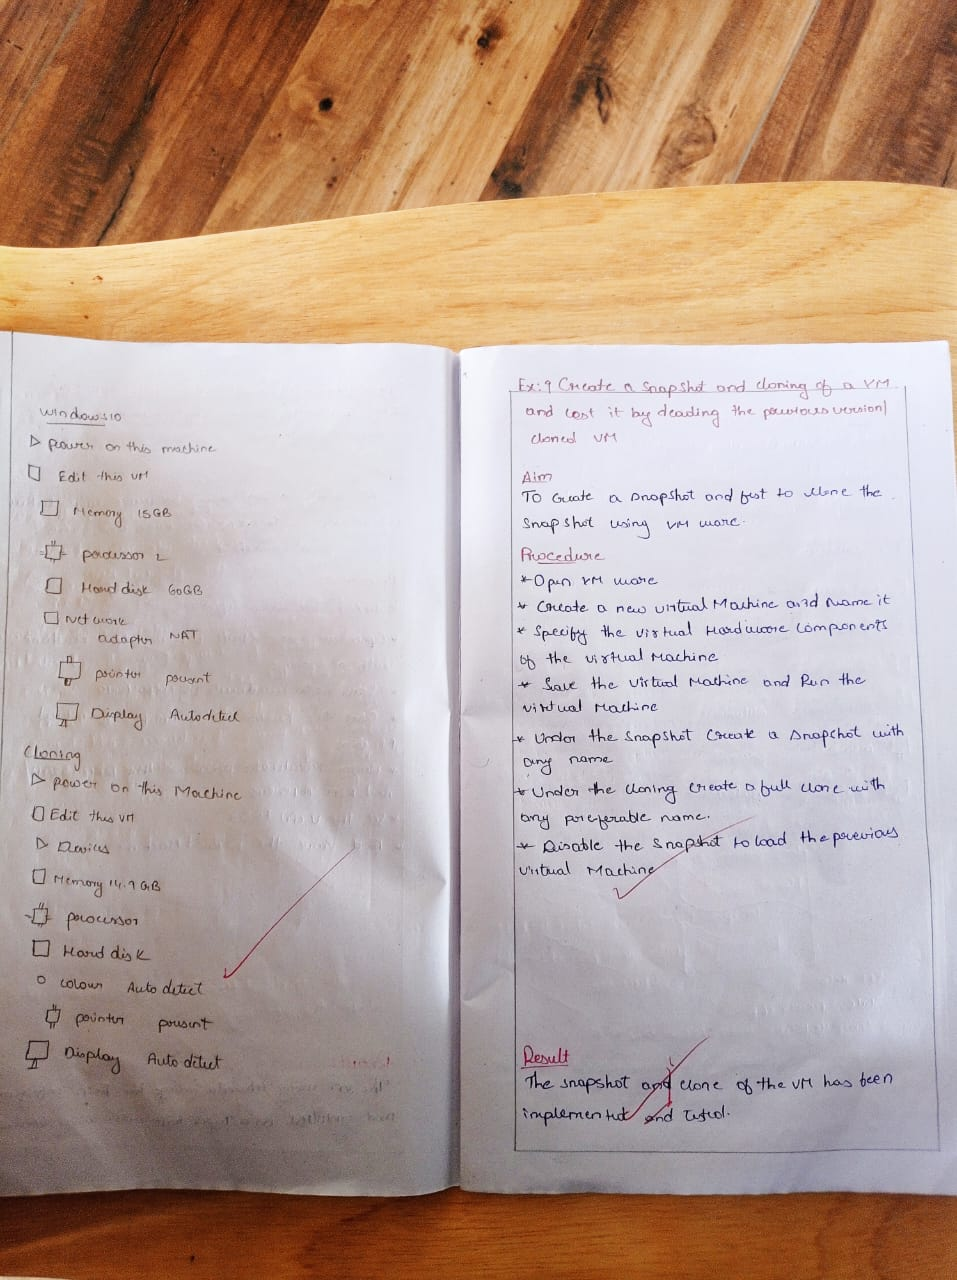 Windows 10
power on this machine
Edit this VM
Memory 15GB
processor 2
Hard disk 60GB
Network
adapter NAT
printer present
Display Autodetect
Cloning
power on this Machine
Edit this VM
Devices
Memory 14.9 GB
processor
Hard disk
colour Auto detect
pointer present
Display Auto detect
Ex:9 Create a snapshot and cloning of a VM
and test it by loading the previous version/
cloned VM
Aim
To Create a snapshot and test to clone the
Snapshot using VM ware.
Procedure
* Open VM ware
* Create a new virtual Machine and Name it
* Specify the virtual Hardware components
of the virtual Machine
* Save the virtual Machine and Run the
virtual Machine
* Under the snapshot create a snapshot with
any name
* Under the cloning create a full clone with
any preferable name.
* Disable the Snapshot to load the previous
virtual Machine
Result
The snapshot and clone of the VM has been
implemented and Tested.